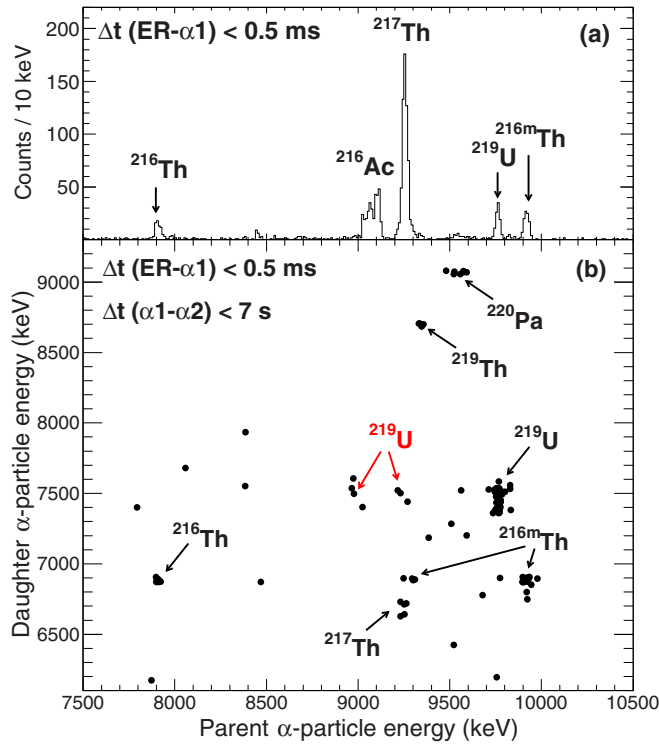 Δt (ER-α1) < 0.5 ms
(a)
217Th
200
150
100
50
Counts / 10 keV
216Th
216Ac
219U
216mTh
Δt (ER-α1) < 0.5 ms
(b)
Δt (α1-α2) < 7 s
9000
8500
8000
7500
7000
6500
Daughter α-particle energy (keV)
220Pa
219Th
219U
219U
216Th
216mTh
217Th
7500 8000 8500 9000 9500 10000 10500
Parent α-particle energy (keV)